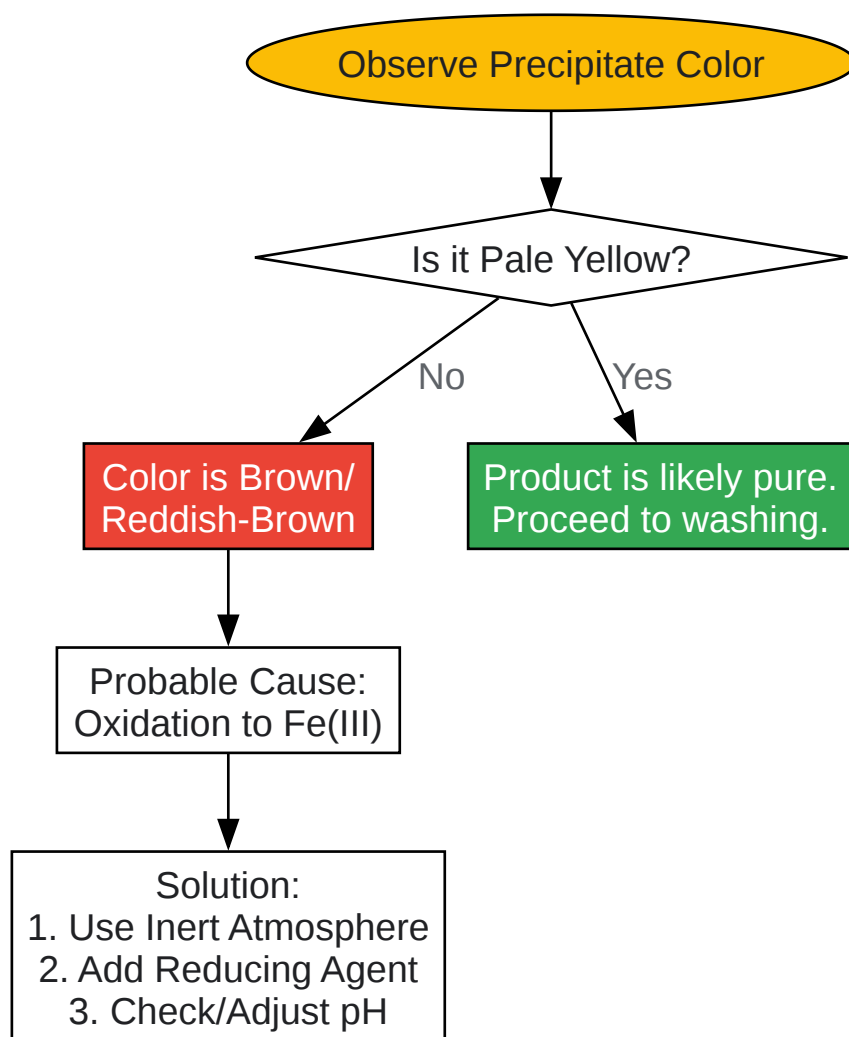 Observe Precipitate Color
Is it Pale Yellow?
No
Yes
Color is Brown/
Reddish-Brown
Product is likely pure.
Proceed to washing.
Probable Cause:
Oxidation to Fe(III)
Solution:
1. Use Inert Atmosphere
2. Add Reducing Agent
3. Check/Adjust pH